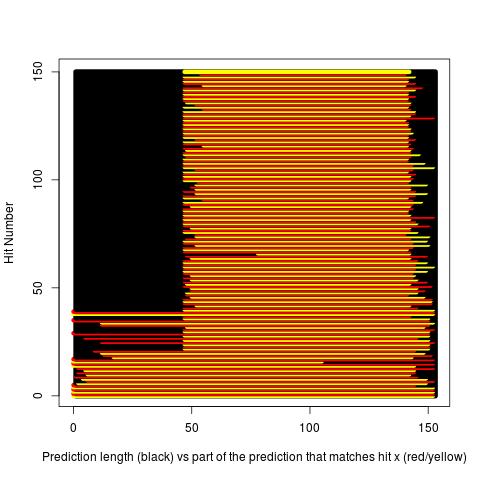 Hit Number
150
100
50
0
0 50 100 150
Prediction length (black) vs part of the prediction that matches hit x (red/yellow)